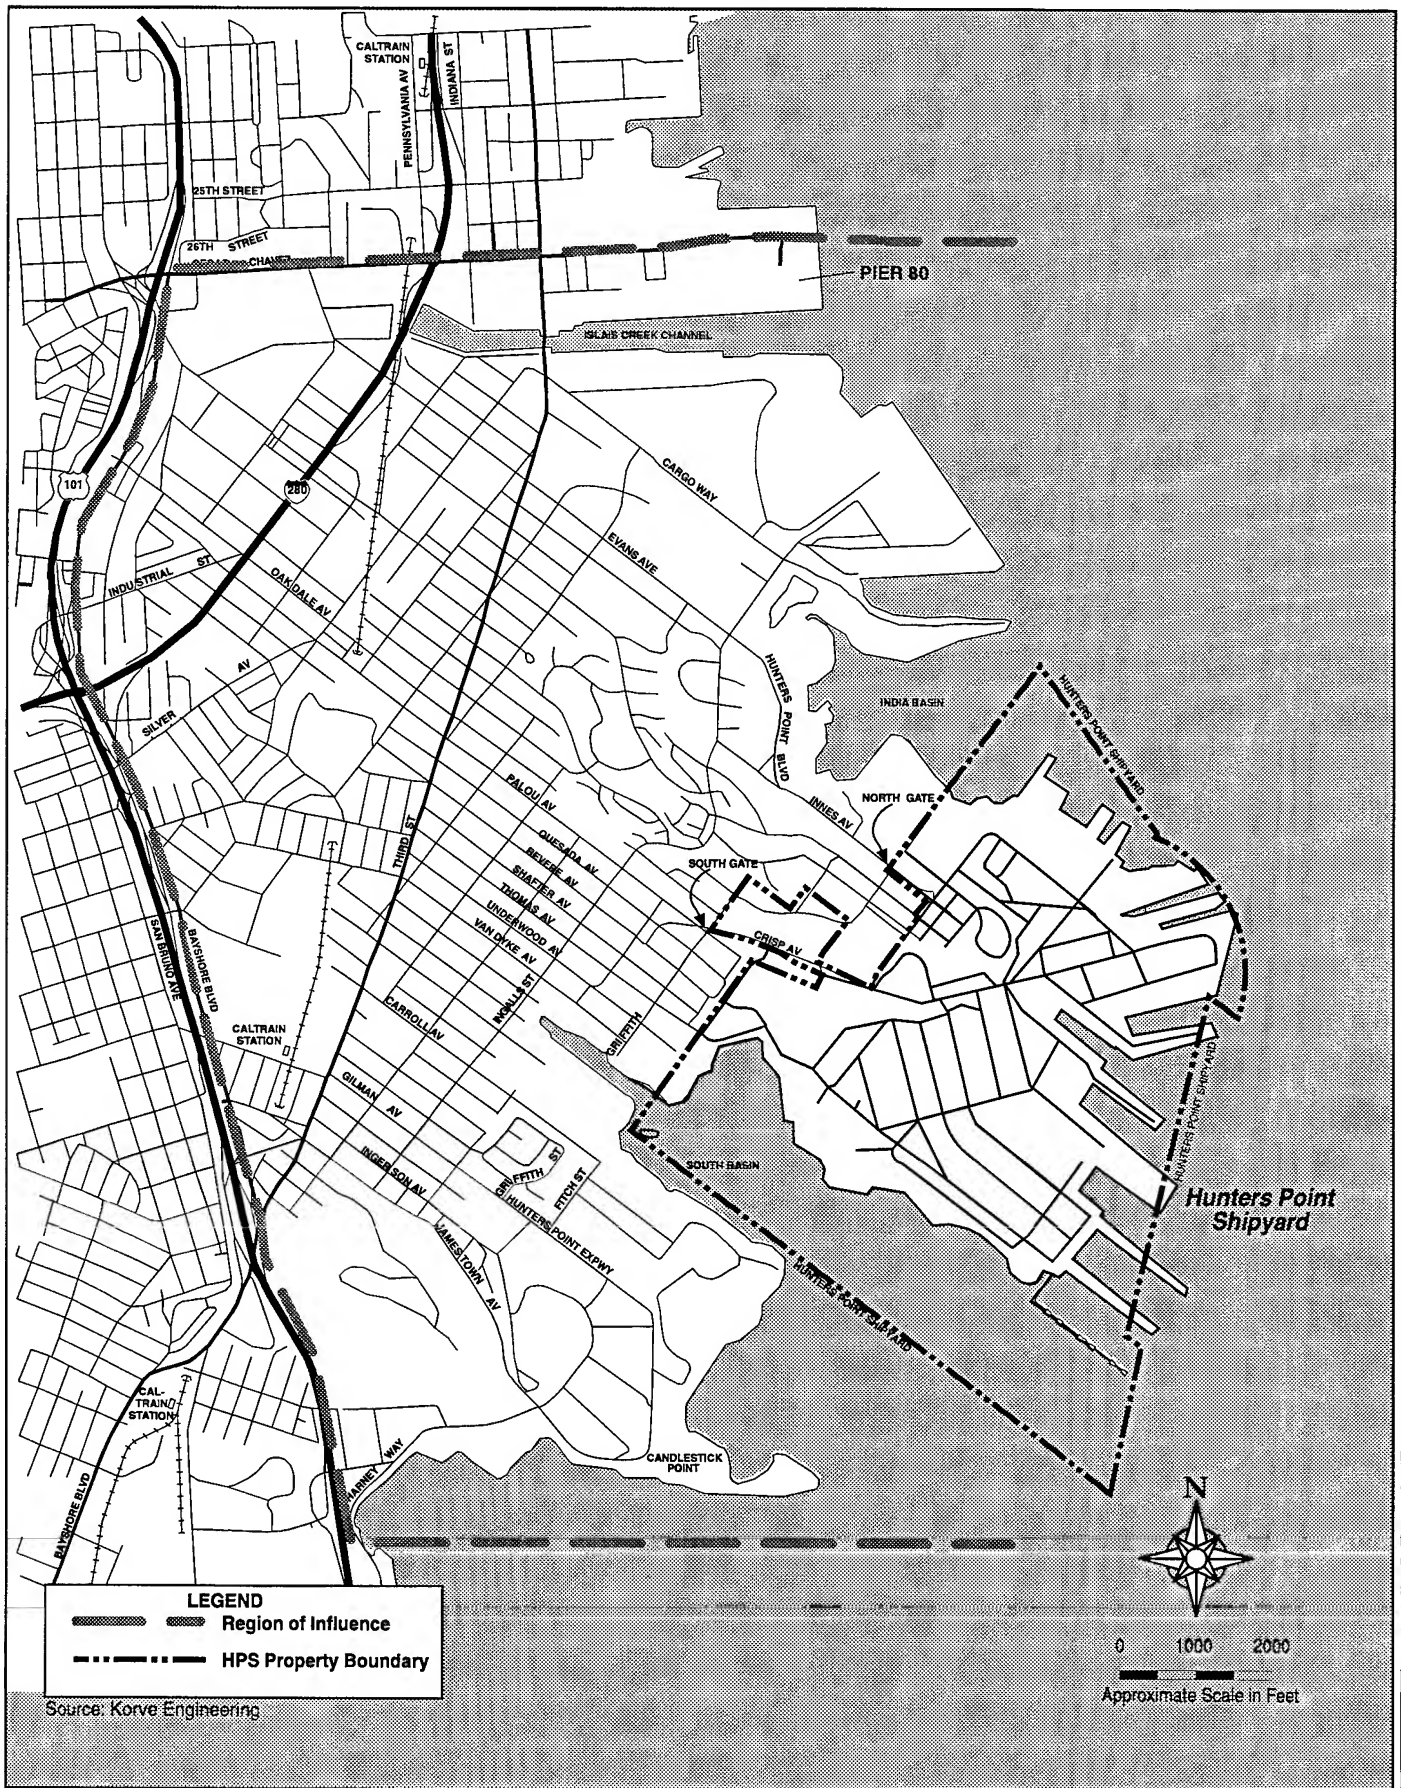 CALTRAIN
STATION
PENNSYLVANIA AV
INDIANA ST
25TH STREET
26TH STREET
CHAVEZ
PIER 80
ISLAIS CREEK CHANNEL
101
280
CARGO WAY
EVANS AVE
INDUSTRIAL ST
OAKDALE AV
SILVER AV
HUNTERS POINT BLVD
INDIA BASIN
HUNTERS POINT SHIPYARD
PALOU AV
INNES AV
NORTH GATE
THIRD ST
QUESADA AV
REVERE AV
SHAFTER AV
THOMAS AV
UNDERWOOD AV
VAN DYKE AV
SOUTH GATE
CRISP AV
SAN BRUNO AVE
BAYSHORE BLVD
INGALLS ST
CARROLL AV
GRIFFITH
CALTRAIN
STATION
GILMAN AV
HUNTERS POINT SHIPYARD
INGERSON AV
GRIFFITH ST
FITCH ST
SOUTH BASIN
Hunters Point
Shipyard
HUNTERS POINT EXPWY
JAMESTOWN AV
HUNTERS POINT SHIPYARD
CAL-
TRAIN
STATION
HARNEY WAY
CANDLESTICK
POINT
BAYSHORE BLVD
N
LEGEND
Region of Influence
HPS Property Boundary
0 1000 2000
Approximate Scale in Feet
Source: Korve Engineering